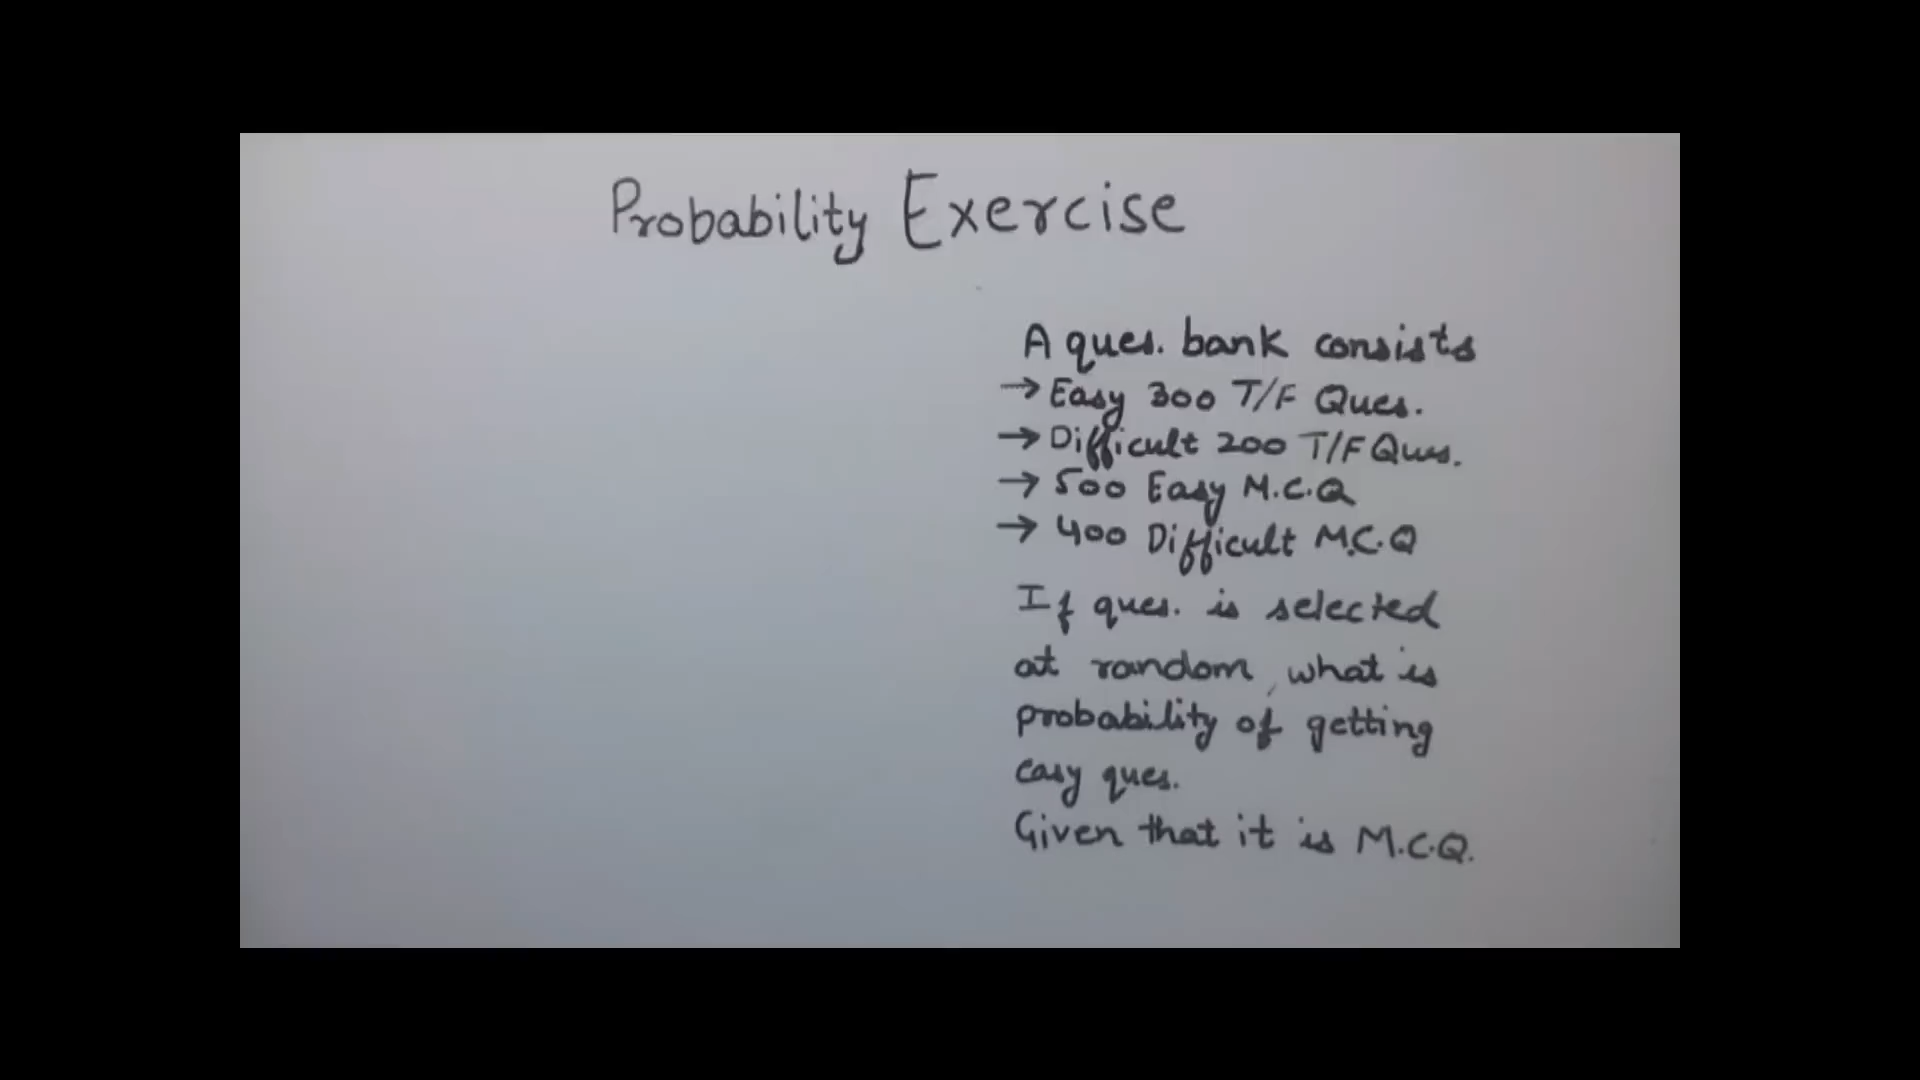 Probability Exercise
A ques. bank consists
→ Easy 300 T/F Ques.
→ Difficult 200 T/F Ques.
→ 500 Easy M.C.Q
→ 400 Difficult M.C.Q
If ques. is selected
at random, what is
probability of getting
easy ques.
Given that it is M.C.Q.